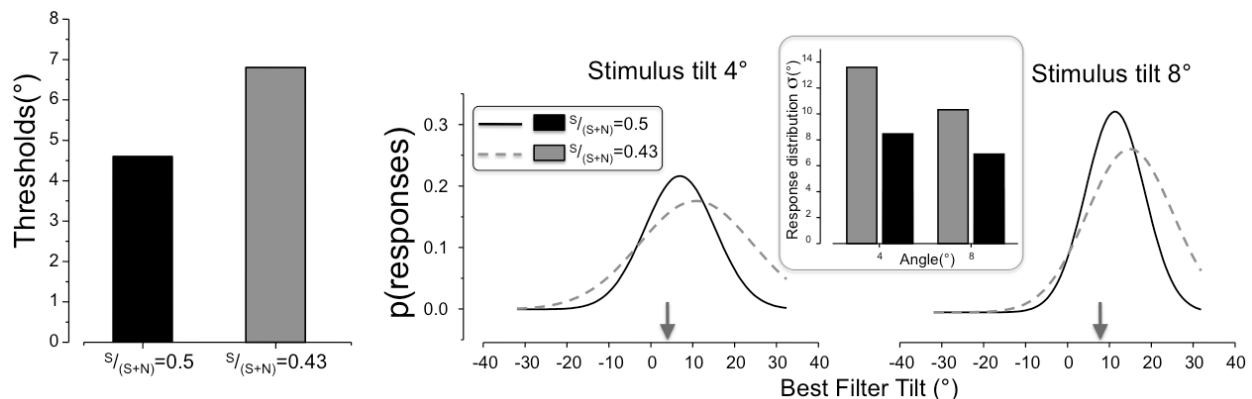 8
7
6
5
4
3
2
1
0
Thresholds(°)
S/(S+N)=0.5
S/(S+N)=0.43
Stimulus tilt 4°
S/(S+N)=0.5
S/(S+N)=0.43
p(responses)
0.3
0.2
0.1
0.0
-40 -30 -20 -10 0 10 20 30 40
14
12
10
8
6
4
2
0
Response distribution σ(°)
4 8
Angle(°)
Stimulus tilt 8°
-40 -30 -20 -10 0 10 20 30 40
Best Filter Tilt (°)